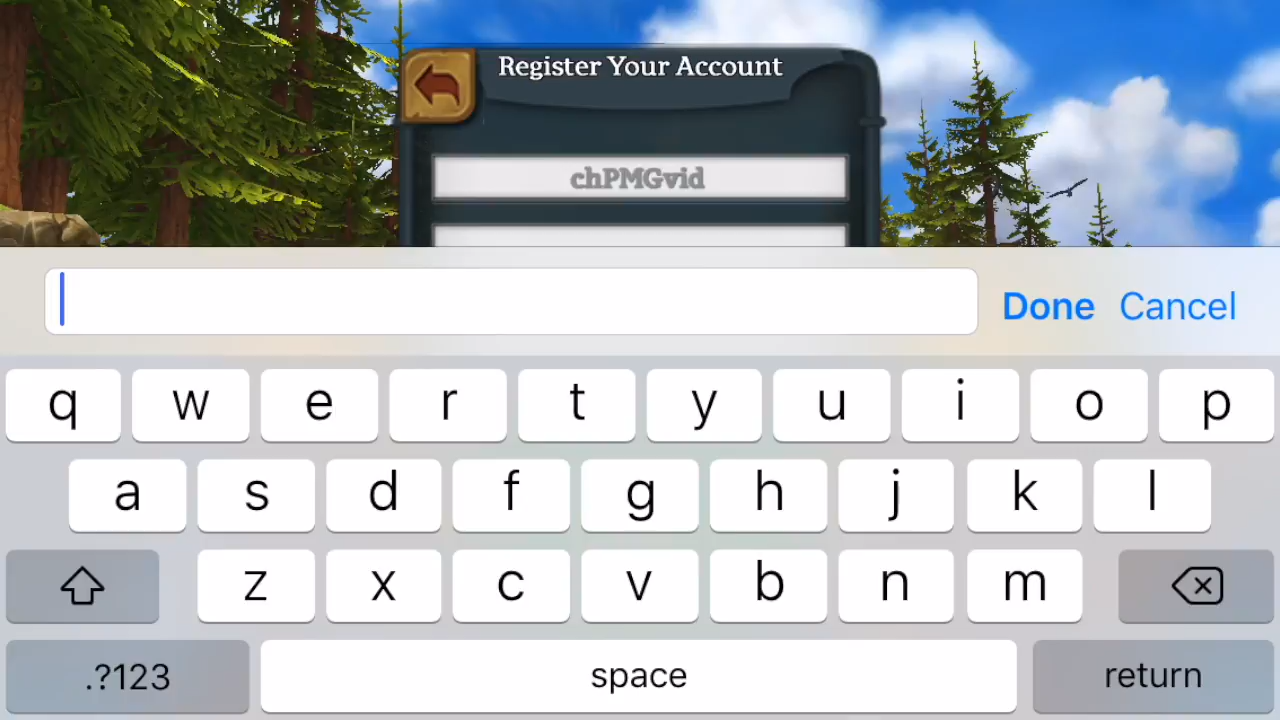 Register Your Account
chPMGvid
Done Cancel
q w e r t y u i o p
a s d f g h j k l
z x c v b n m
.?123 space return